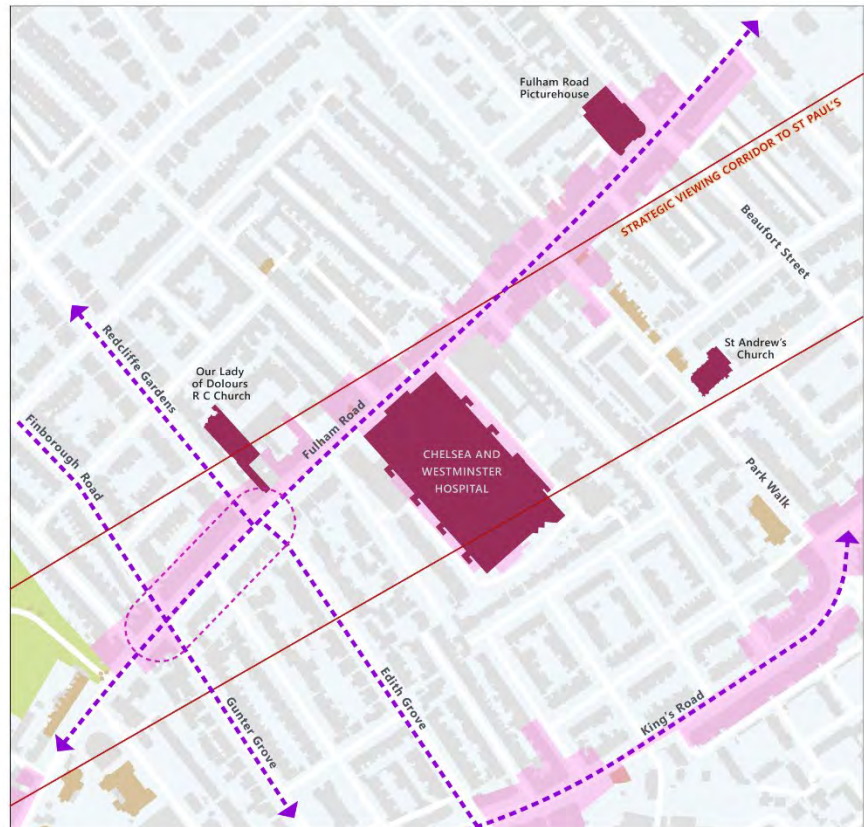 Fulham Road
Picturehouse
STRATEGIC VIEWING CORRIDOR TO ST PAUL'S
Beaufort Street
St Andrew's
Church
Redcliffe Gardens
Our Lady
of Dolours
R C Church
Fulham Road
Finborough Road
CHELSEA AND
WESTMINSTER
HOSPITAL
Park Walk
Edith Grove
Gunter Grove
King's Road